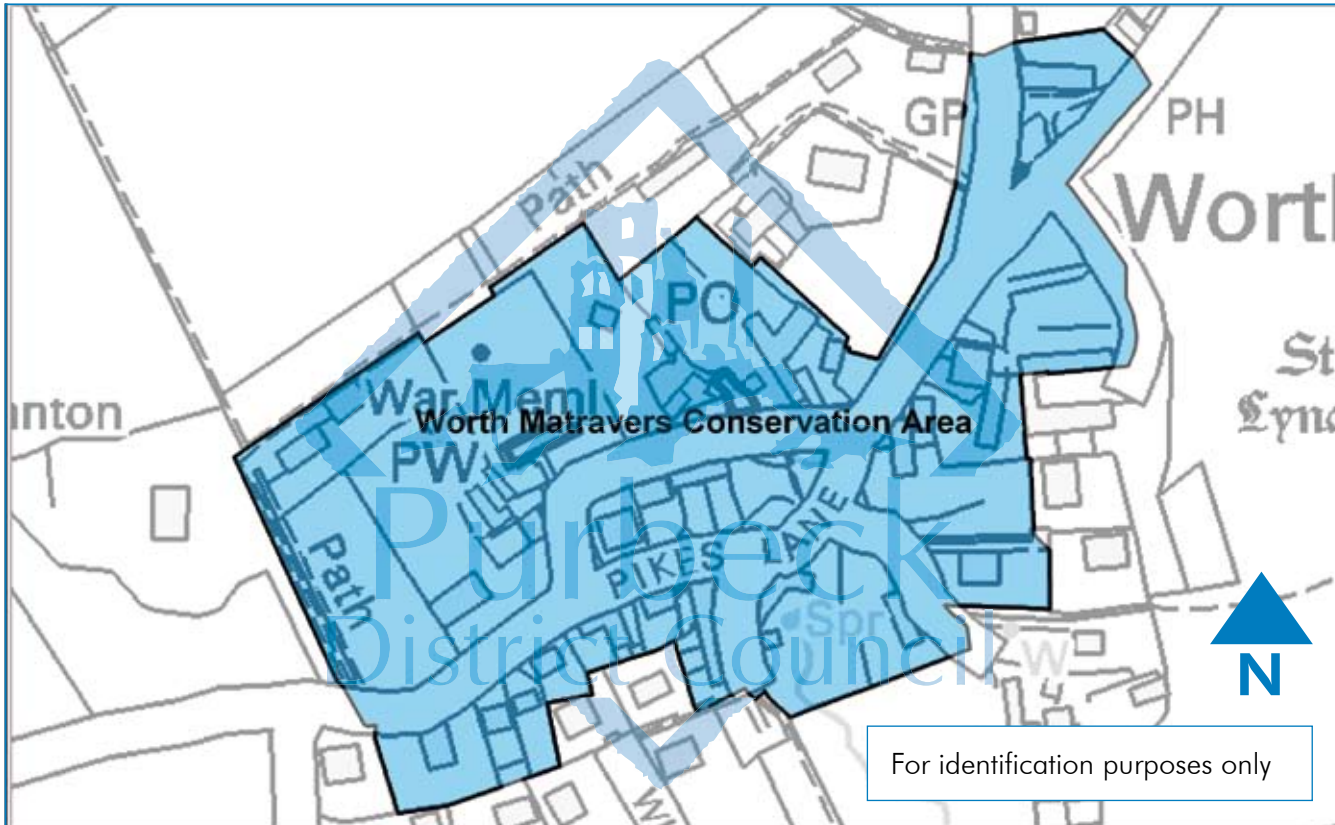 GP
PH
Path
Worth
PO
War Meml
Worth Matravers Conservation Area
PW
Purbeck
PIKES LANE
Path
Spr
District Council
W
N
For identification purposes only